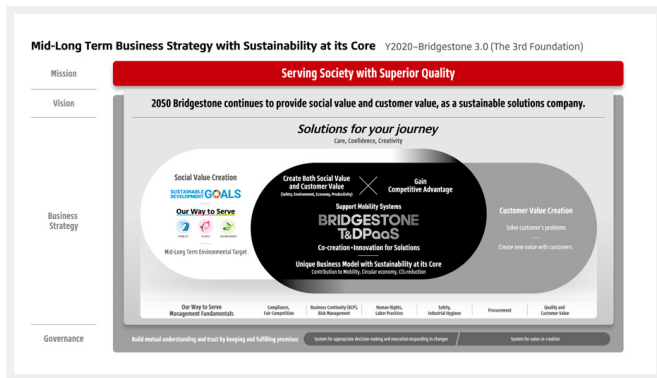 Mid-Long Term Business Strategy with Sustainability at its Core Y2020–Bridgestone 3.0 (The 3rd Foundation)
Mission
Serving Society with Superior Quality
Vision
2050 Bridgestone continues to provide social value and customer value, as a sustainable solutions company.
Business
Strategy
Solutions for your journey
Care, Confidence, Creativity
Social Value Creation
SUSTAINABLE
DEVELOPMENT GOALS
Our Way to Serve
MOBILITY PEOPLE ENVIRONMENT
Mid-Long Term Environmental Target
Create Both Social Value
and Customer Value
(Safety, Environment, Economy, Productivity)
Gain
Competitive Advantage
Support Mobility Systems
BRIDGESTONE
T&DPaaS
Co-creation·Innovation for Solutions
Unique Business Model with Sustainability at its Core
Contribution to Mobility, Circular economy, CO₂ reduction
Customer Value Creation
Solve customer's problems
Create new value with customers
Our Way to Serve
Management Fundamentals
Compliance,
Fair Competition
Business Continuity (BCP),
Risk Management
Human Rights,
Labor Practices
Safety,
Industrial Hygiene
Procurement
Quality and
Customer Value
Governance
Build mutual understanding and trust by keeping and fulfilling promises
System for appropriate decision-making and execution responding to changes
System for value co-creation